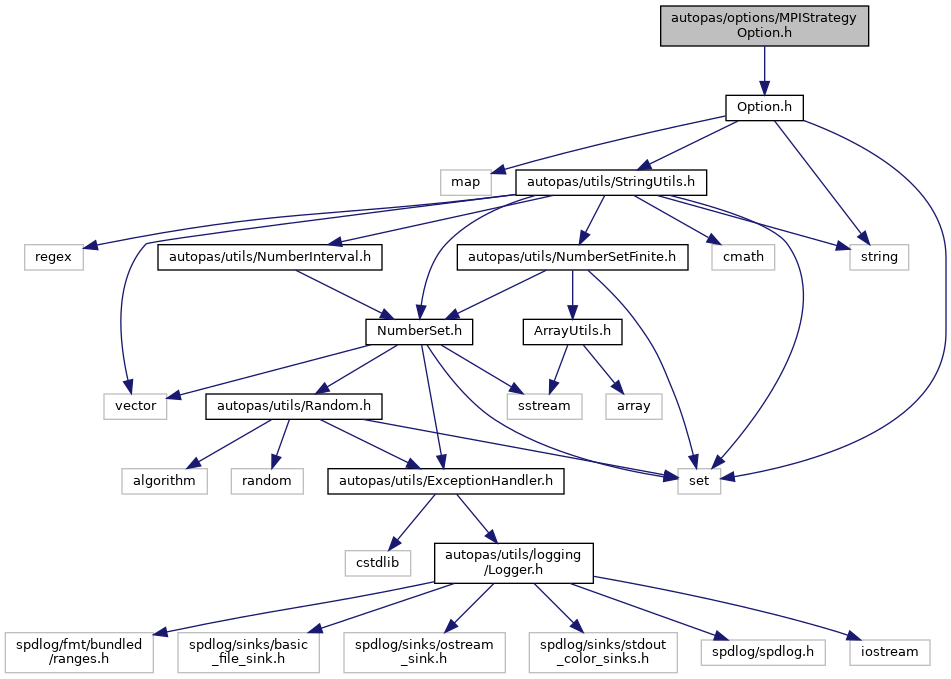 autopas/options/MPIStrategy
Option.h
Option.h
map
autopas/utils/StringUtils.h
regex
autopas/utils/NumberInterval.h
autopas/utils/NumberSetFinite.h
cmath
string
NumberSet.h
ArrayUtils.h
vector
autopas/utils/Random.h
sstream
array
algorithm
random
autopas/utils/ExceptionHandler.h
set
cstdlib
autopas/utils/logging
/Logger.h
spdlog/fmt/bundled
/ranges.h
spdlog/sinks/basic
_file_sink.h
spdlog/sinks/ostream
_sink.h
spdlog/sinks/stdout
_color_sinks.h
spdlog/spdlog.h
iostream